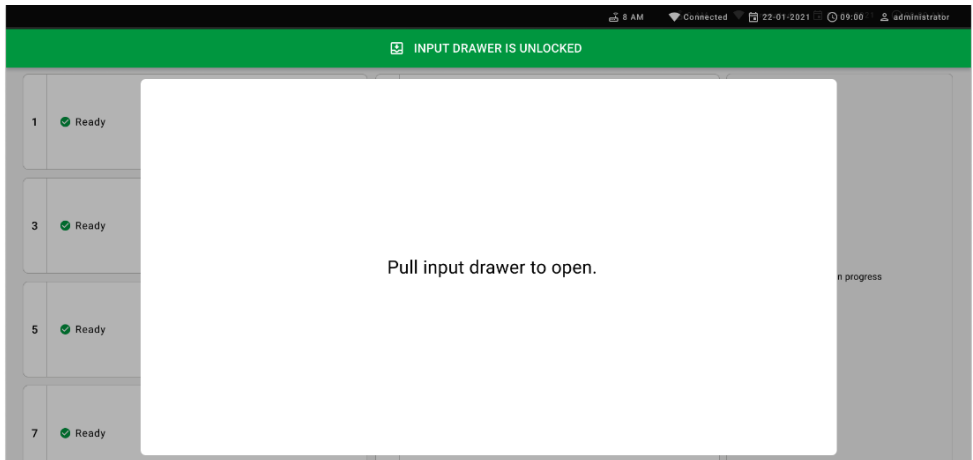 8 AM Connected 22-01-2021 09:00 administrator
INPUT DRAWER IS UNLOCKED
1 Ready
3 Ready
Pull input drawer to open.
n progress
5 Ready
7 Ready